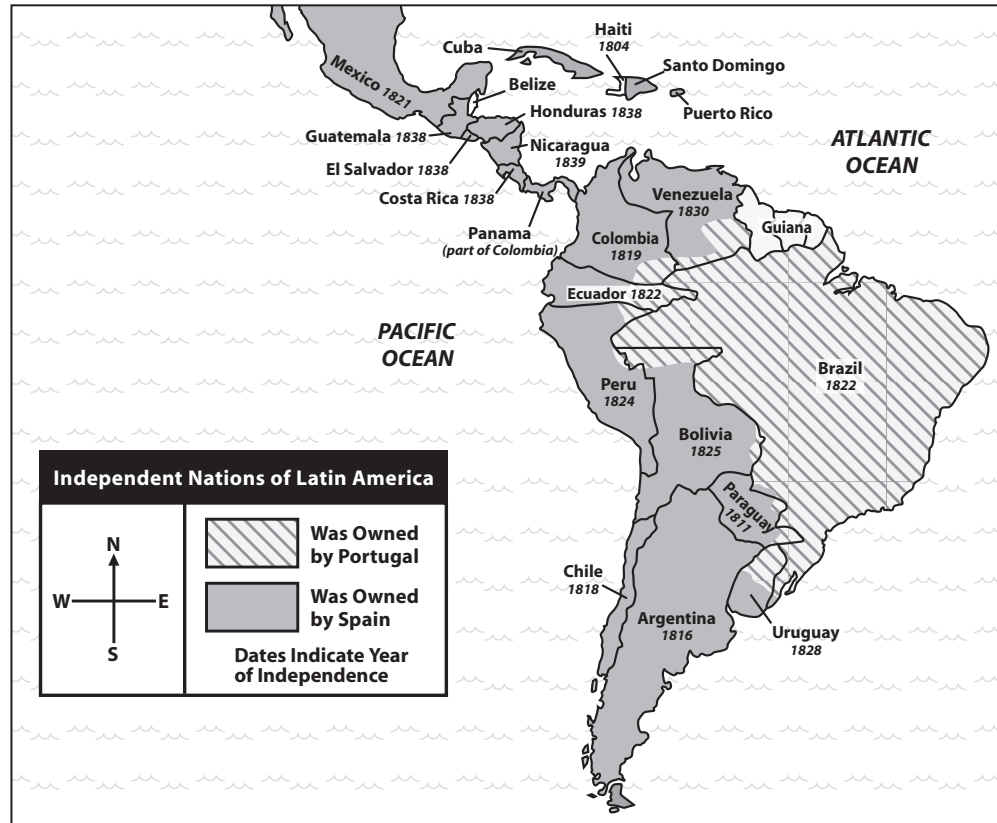 Haiti
1804
Cuba
Santo Domingo
Mexico 1821
Belize
Puerto Rico
Honduras 1838
Guatemala 1838
ATLANTIC
OCEAN
Nicaragua
1839
El Salvador 1838
Costa Rica 1838
Venezuela
1830
Panama
(part of Colombia)
Guiana
Colombia
1819
Ecuador 1822
PACIFIC
OCEAN
Brazil
1822
Peru
1824
Bolivia
1825
Paraguay
1811
Chile
1818
Argentina
1816
Uruguay
1828
Independent Nations of Latin America
N
W
E
S
Was Owned
by Portugal
Was Owned
by Spain
Dates Indicate Year
of Independence